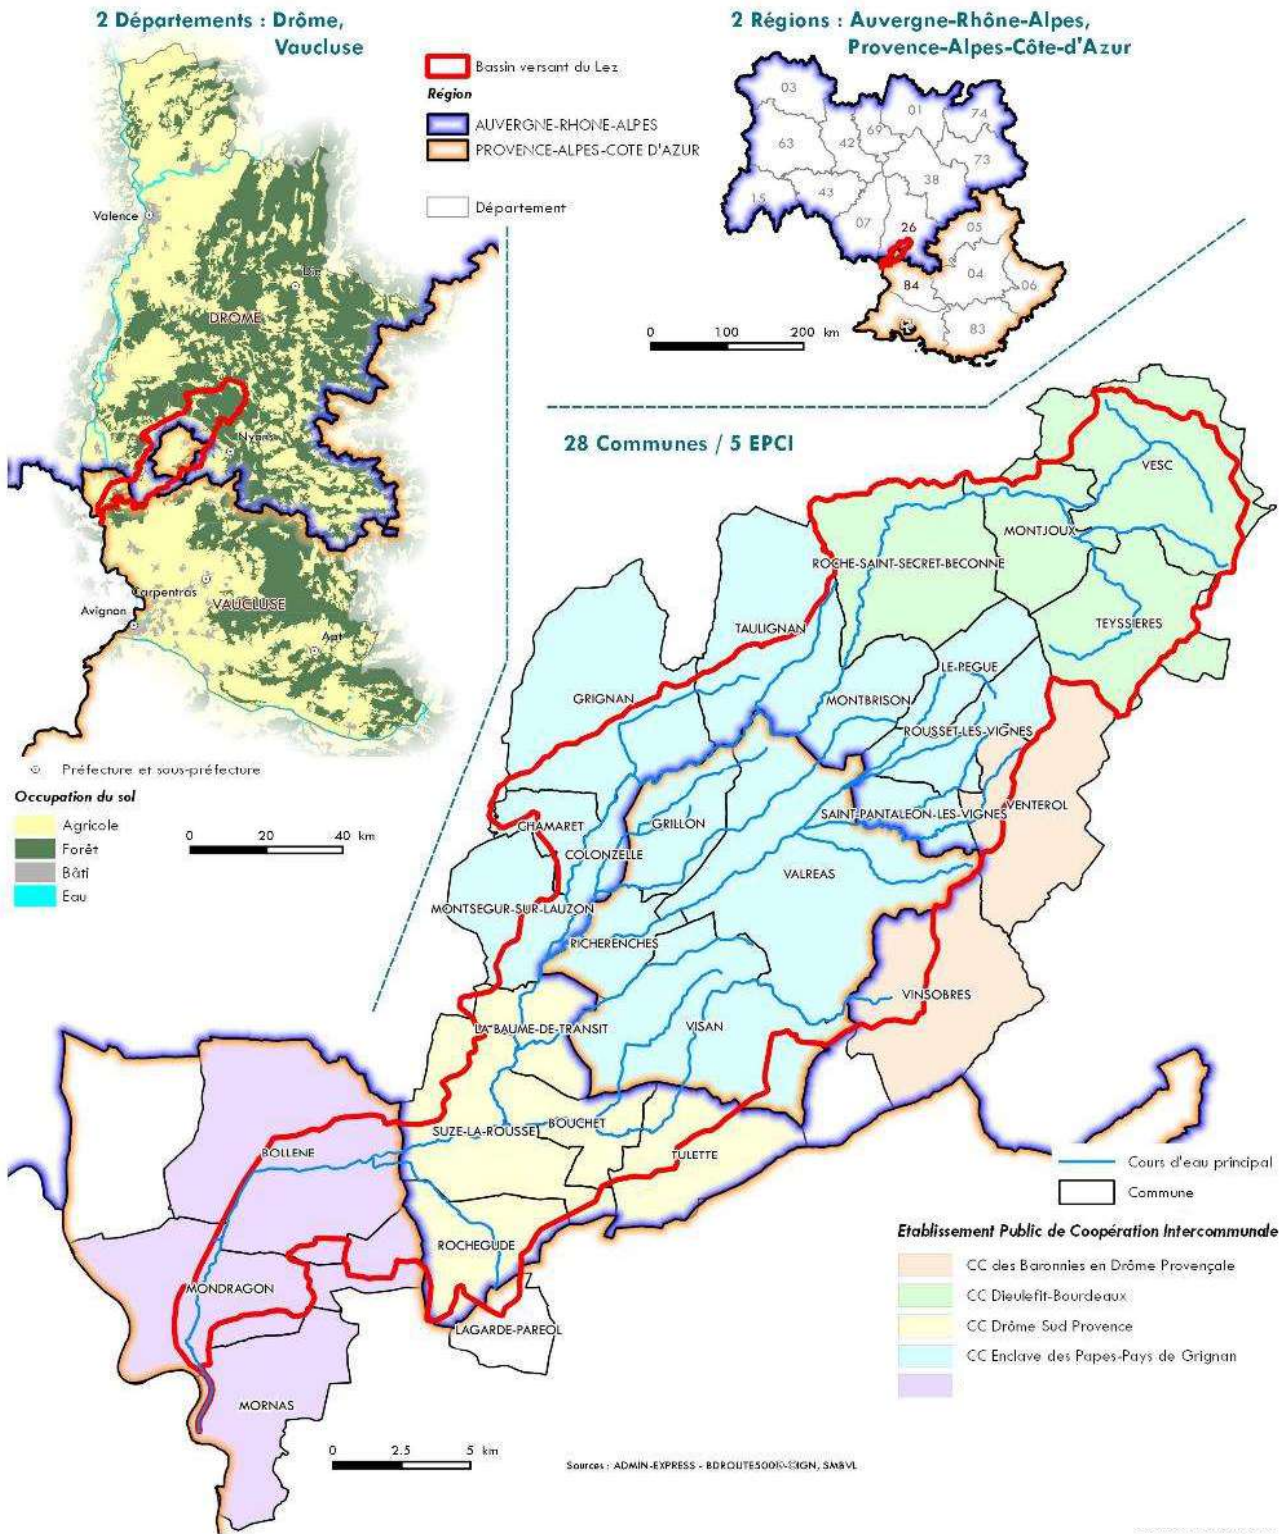 2 Départements : Drôme,
Vaucluse
2 Régions : Auvergne-Rhône-Alpes,
Provence-Alpes-Côte-d'Azur
Bassin versant du Lez
Région
AUVERGNE-RHONE-ALPES
PROVENCE-ALPES-COTE D'AZUR
Département
03
01
74
69
63
42
73
38
43
15
07
26
05
04
06
84
83
0 100 200 km
Valence
Die
DROME
Nyons
Carpentras
Avignon
VAUCLUSE
Apt
Préfecture et sous-préfecture
Occupation du sol
Agricole
Forêt
Bâti
Eau
0 20 40 km
28 Communes / 5 EPCI
VESC
MONTJOUX
ROCHE-SAINT-SECRET-BECONNE
TEYSSIERES
TAULIGNAN
LE-PEGUE
GRIGNAN
MONTBRISON
ROUSSET-LES-VIGNES
VENTEROL
SAINT-PANTALEON-LES-VIGNES
CHAMARET
GRILLON
COLONZELLE
VALREAS
MONTSEGUR-SUR-LAUZON
RICHERENCHES
VINSOBRES
LA-BAUME-DE-TRANSIT
VISAN
SUZE-LA-ROUSSE
BOUCHET
BOLLENE
TULETTE
ROCHEGUDE
MONDRAGON
LAGARDE-PAREOL
MORNAS
Cours d'eau principal
Commune
Etablissement Public de Coopération Intercommunale
CC des Baronnies en Drôme Provençale
CC Dieulefit-Bourdeaux
CC Drôme Sud Provence
CC Enclave des Papes-Pays de Grignan
0 2.5 5 km
Sources : ADMIN-EXPRESS - BDROUTE500®-©IGN, SMBVL